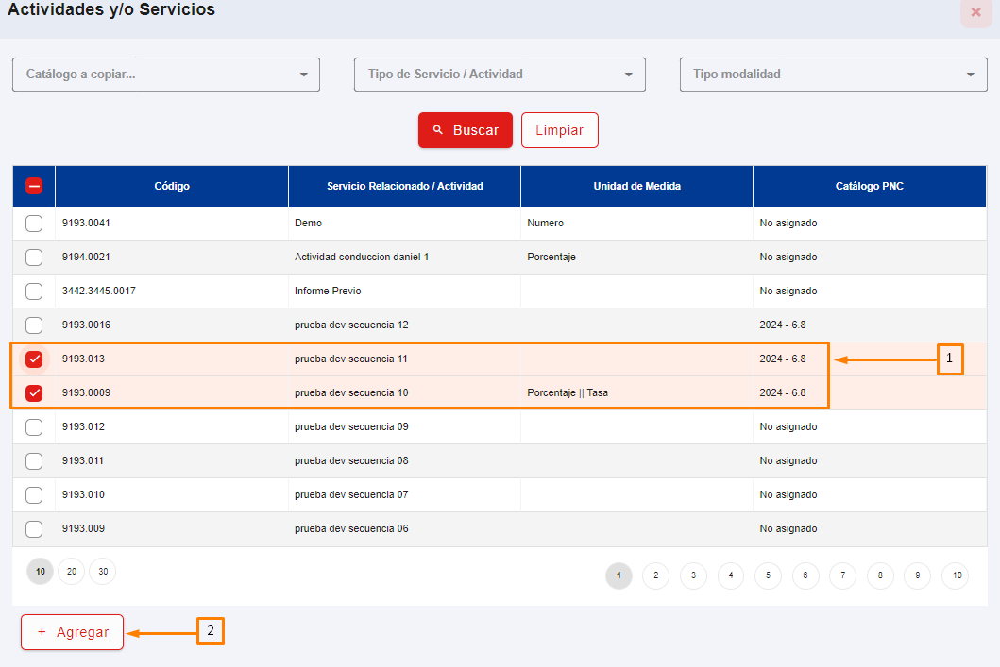 Actividades y/o Servicios
Catálogo a copiar... Tipo de Servicio / Actividad Tipo modalidad
Buscar Limpiar
Código Servicio Relacionado / Actividad Unidad de Medida Catálogo PNC
9193.0041 Demo Numero No asignado
9194.0021 Actividad conduccion daniel 1 Porcentaje No asignado
3442.3445.0017 Informe Previo No asignado
9193.0016 prueba dev secuencia 12 2024 - 6.8
9193.013 prueba dev secuencia 11 2024 - 6.8 1
9193.0009 prueba dev secuencia 10 Porcentaje || Tasa 2024 - 6.8
9193.012 prueba dev secuencia 09 No asignado
9193.011 prueba dev secuencia 08 No asignado
9193.010 prueba dev secuencia 07 No asignado
9193.009 prueba dev secuencia 06 No asignado
10 20 30 1 2 3 4 5 6 7 8 9 10
+ Agregar 2